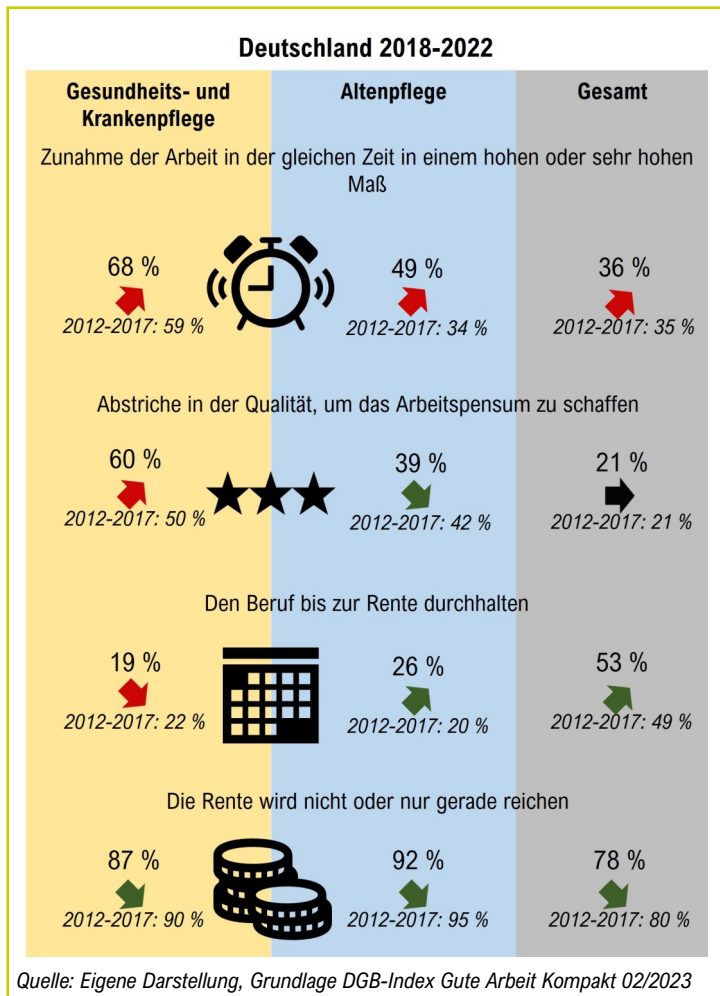 Deutschland 2018-2022
Gesundheits- und
Krankenpflege
Altenpflege
Gesamt
Zunahme der Arbeit in der gleichen Zeit in einem hohen oder sehr hohen
Maß
68 %
49 %
36 %
2012-2017: 59 %
2012-2017: 34 %
2012-2017: 35 %
Abstriche in der Qualität, um das Arbeitspensum zu schaffen
60 %
39 %
21 %
2012-2017: 50 %
2012-2017: 42 %
2012-2017: 21 %
Den Beruf bis zur Rente durchhalten
19 %
26 %
53 %
2012-2017: 22 %
2012-2017: 20 %
2012-2017: 49 %
Die Rente wird nicht oder nur gerade reichen
87 %
92 %
78 %
2012-2017: 90 %
2012-2017: 95 %
2012-2017: 80 %
Quelle: Eigene Darstellung, Grundlage DGB-Index Gute Arbeit Kompakt 02/2023